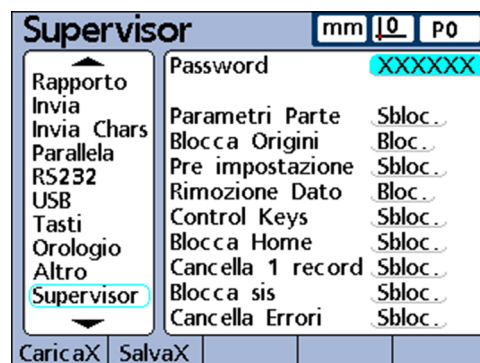 Supervisor
mm 0 P0
Rapporto
Invia
Invia Chars
Parallela
RS232
USB
Tasti
Orologio
Altro
Supervisor
Password XXXXXX
Parametri Parte Sbloc.
Blocca Origini Bloc.
Pre impostazione Sbloc.
Rimozione Dato Bloc.
Control Keys Sbloc.
Blocca Home Sbloc.
Cancella 1 record Sbloc.
Blocca sis Sbloc.
Cancella Errori Sbloc.
CaricaX SalvaX